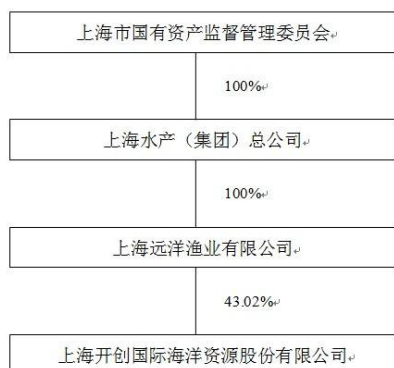 上海市国有资产监督管理委员会
100%
上海水产（集团）总公司
100%
上海远洋渔业有限公司
43.02%
上海开创国际海洋资源股份有限公司